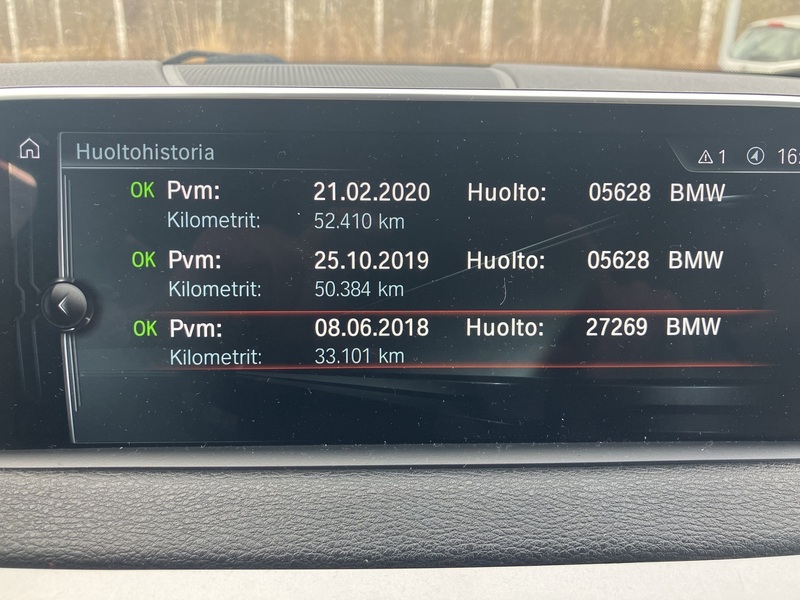 Huoltohistoria
1
16:
OK Pvm: 21.02.2020 Huolto: 05628 BMW
Kilometrit: 52.410 km
OK Pvm: 25.10.2019 Huolto: 05628 BMW
Kilometrit: 50.384 km
OK Pvm: 08.06.2018 Huolto: 27269 BMW
Kilometrit: 33.101 km